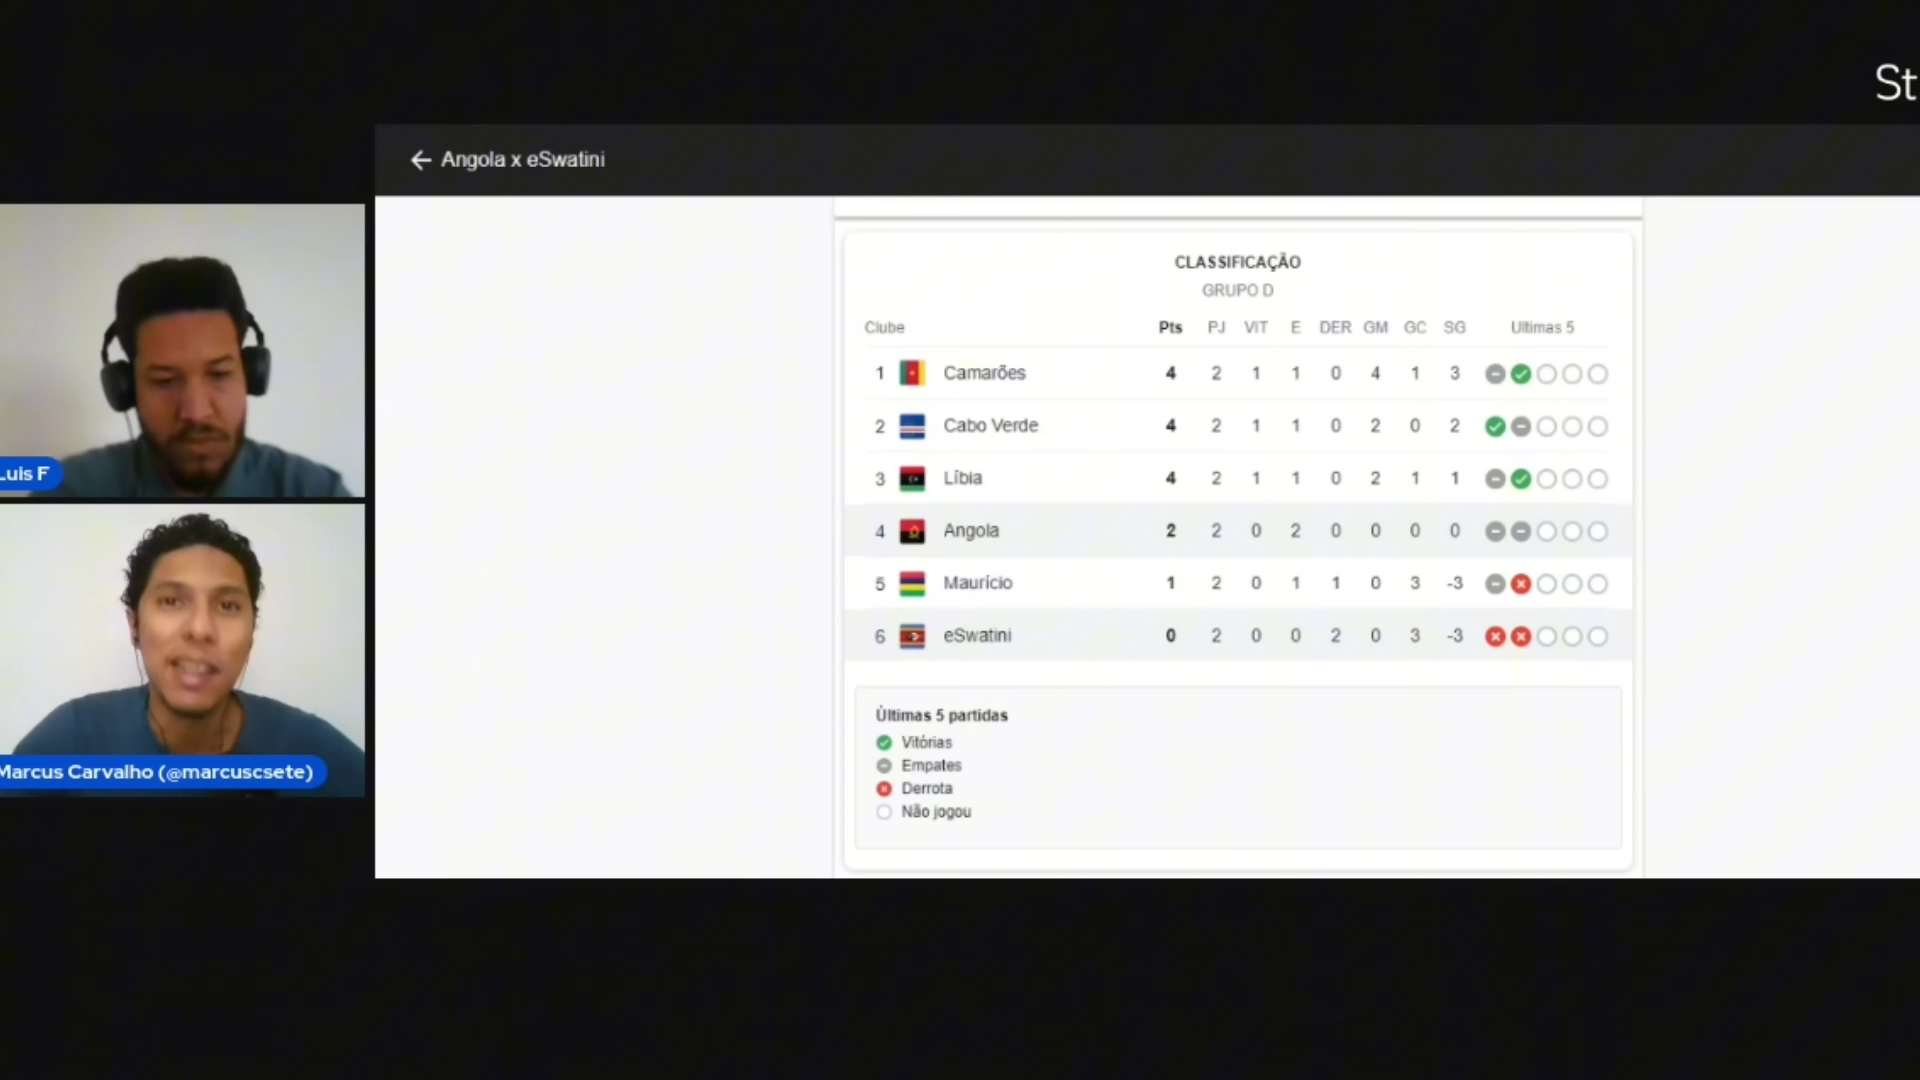 St
Angola x eSwatini
CLASSIFICAÇÃO
GRUPO D
Clube Pts PJ VIT E DER GM GC SG Últimas 5
1 Camarões 4 2 1 1 0 4 1 3
2 Cabo Verde 4 2 1 1 0 2 0 2
3 Líbia 4 2 1 1 0 2 1 1
4 Angola 2 2 0 2 0 0 0 0
5 Maurício 1 2 0 1 1 0 3 -3
6 eSwatini 0 2 0 0 2 0 3 -3
Últimas 5 partidas
Vitórias
Empates
Derrota
Não jogou
Luis F
Marcus Carvalho (@marcuscsete)